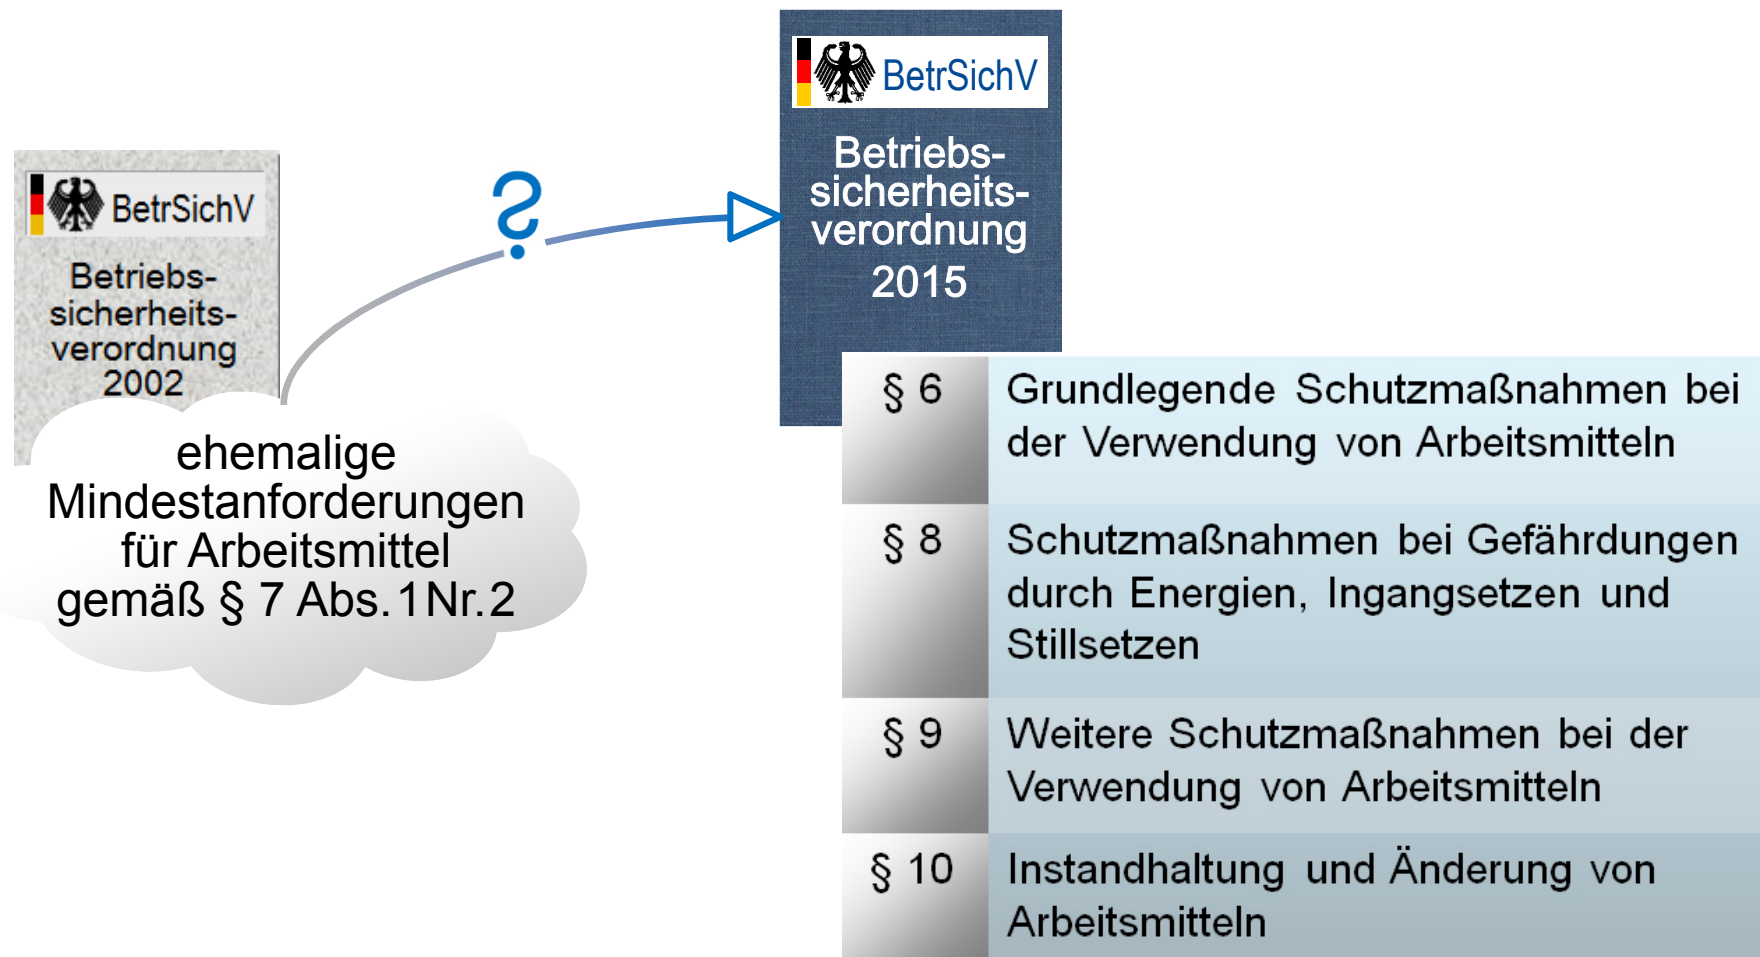 BetrSichV
Betriebs-
sicherheits-
verordnung
2002
ehemalige
Mindestanforderungen
für Arbeitsmittel
gemäß § 7 Abs.1Nr.2
?
BetrSichV
Betriebs-
sicherheits-
verordnung
2015
§ 6 Grundlegende Schutzmaßnahmen bei
der Verwendung von Arbeitsmitteln
§ 8 Schutzmaßnahmen bei Gefährdungen
durch Energien, Ingangsetzen und
Stillsetzen
§ 9 Weitere Schutzmaßnahmen bei der
Verwendung von Arbeitsmitteln
§ 10 Instandhaltung und Änderung von
Arbeitsmitteln